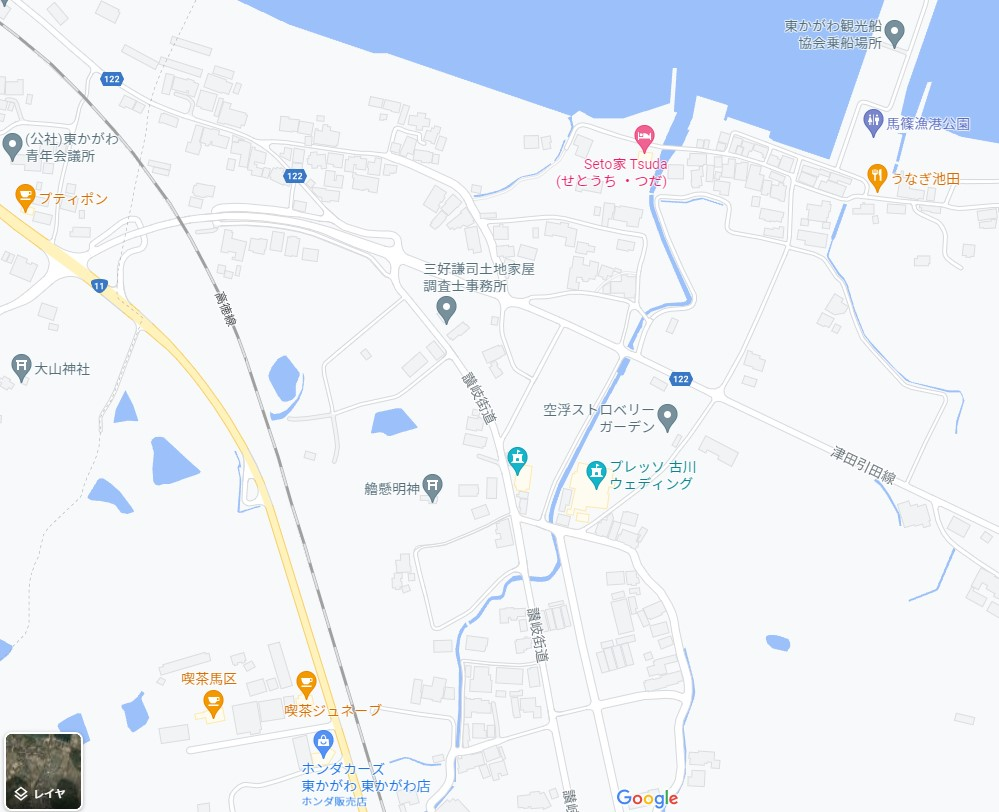 東かがわ観光船
協会乗船場所
122
馬篠漁港公園
(公社)東かがわ
青年会議所
Seto家 Tsuda
(せとうち・つだ)
122
うなぎ池田
プティポン
三好謙司土地家屋
調査士事務所
11
高徳線
大山神社
122
讃岐街道
空浮ストロベリー
ガーデン
津田引田線
ブレッソ 古川
ウェディング
艪懸明神
讃岐街道
喫茶馬区
喫茶ジュネーブ
ホンダカーズ
東かがわ 東かがわ店
ホンダ販売店
レイヤ
Google
讃岐